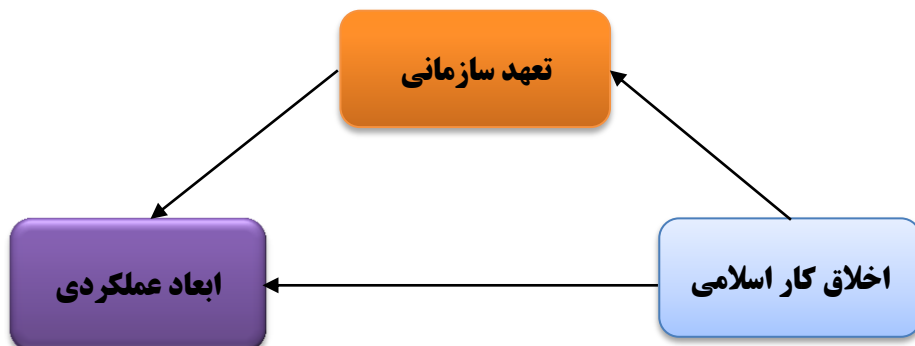 تعهد سازمانی
اخلاق کار اسلامی
ابعاد عملکردی